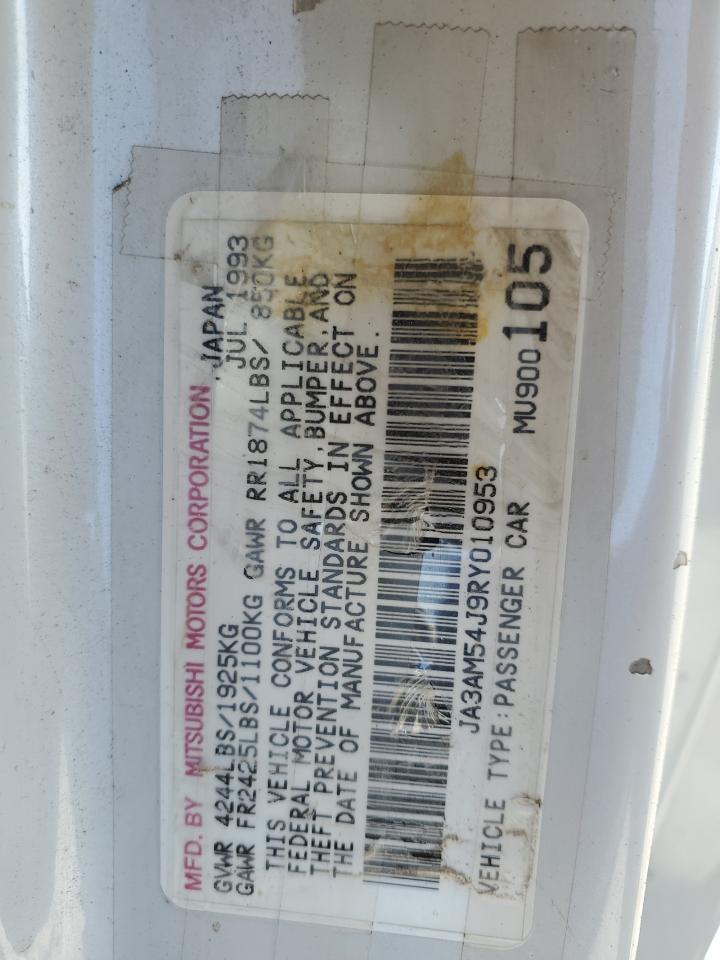 MFD. BY MITSUBISHI MOTORS CORPORATION, JAPAN
GVWR 4244LBS/1925KG JUL 1993
GAWR FR2425LBS/1100KG GAWR RR1874LBS/ 850KG
THIS VEHICLE CONFORMS TO ALL APPLICABLE
FEDERAL MOTOR VEHICLE SAFETY, BUMPER, AND
THEFT PREVENTION STANDARDS IN EFFECT ON
THE DATE OF MANUFACTURE SHOWN ABOVE.
JA3AM54J9RY010953
VEHICLE TYPE:PASSENGER CAR MU900105